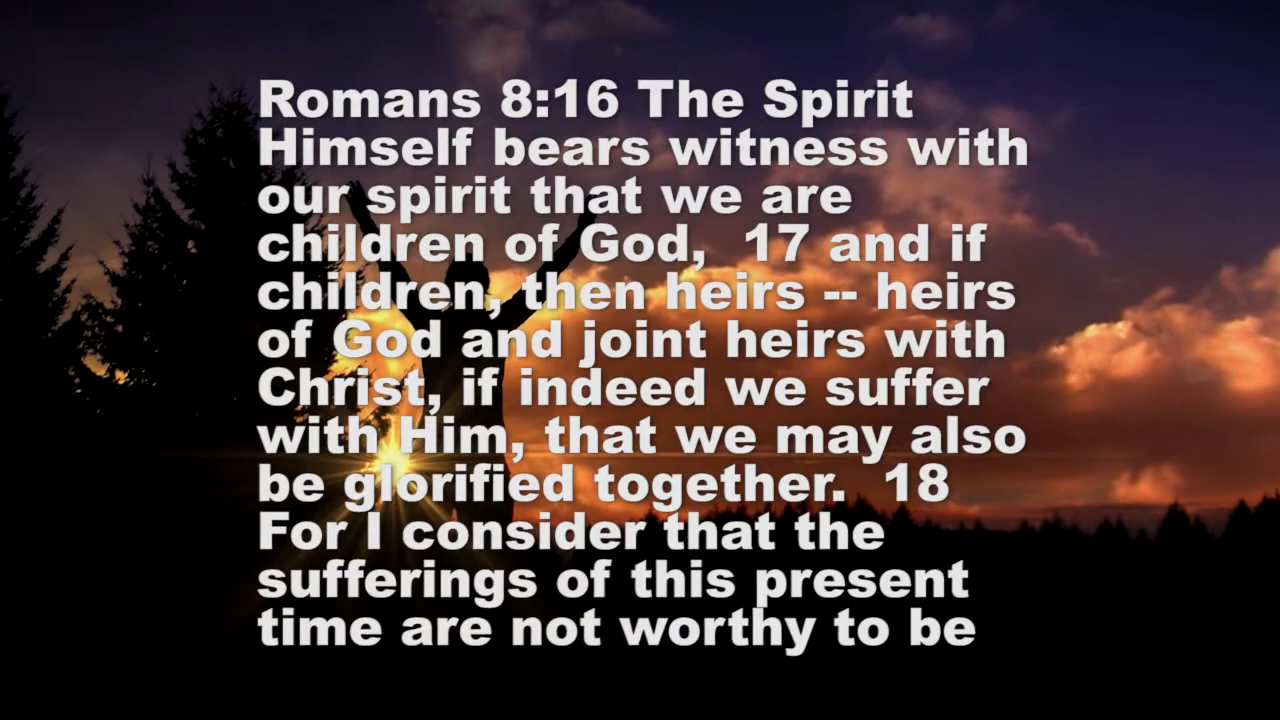 Romans 8:16 The Spirit
Himself bears witness with
our spirit that we are
children of God,  17 and if
children, then heirs -- heirs
of God and joint heirs with
Christ, if indeed we suffer
with Him, that we may also
be glorified together.  18
For I consider that the
sufferings of this present
time are not worthy to be